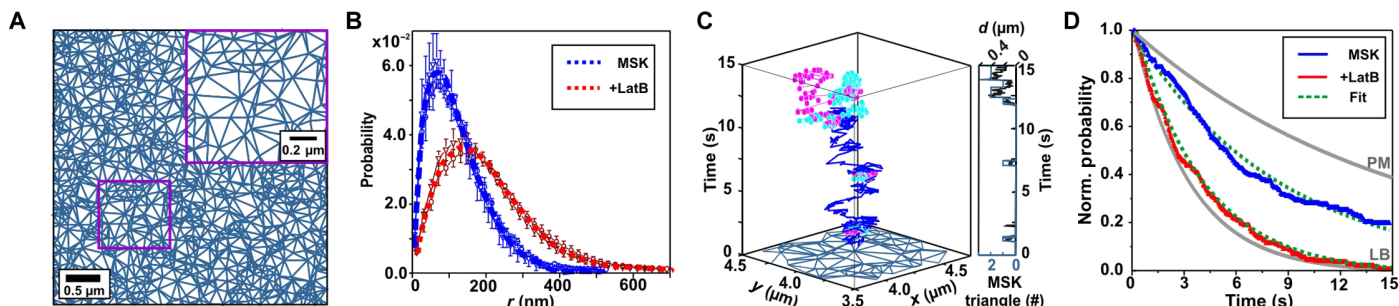 A
0.2 µm
0.5 µm
B
x10⁻²
6.0
4.0
2.0
0.0
Probability
MSK
+LatB
0 200 400 600
r (nm)
C
d (µm)
0.4 0
15
10
5
0
Time (s)
15
10
5
0
Time (s)
4.5
4.0
3.5
4.0
4.5
y (µm)
x (µm)
2 0
MSK
triangle (#)
D
1.0
0.8
0.6
0.4
0.2
0.0
Norm. probability
MSK
+LatB
Fit
PM
LB
0 3 6 9 12 15
Time (s)